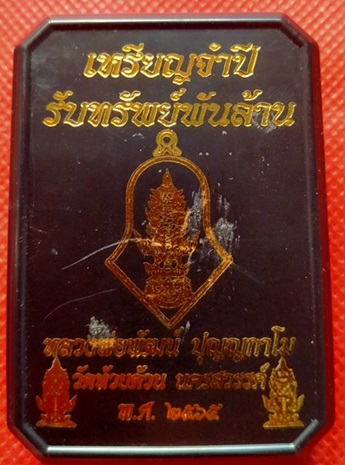 เหรียญจำปี
รับทรัพย์พันล้าน
หลวงพ่อพัฒน์ ปุญญกาโม
วัดห้วยด้วน นครสวรรค์
พ.ศ. ๒๕๖๕